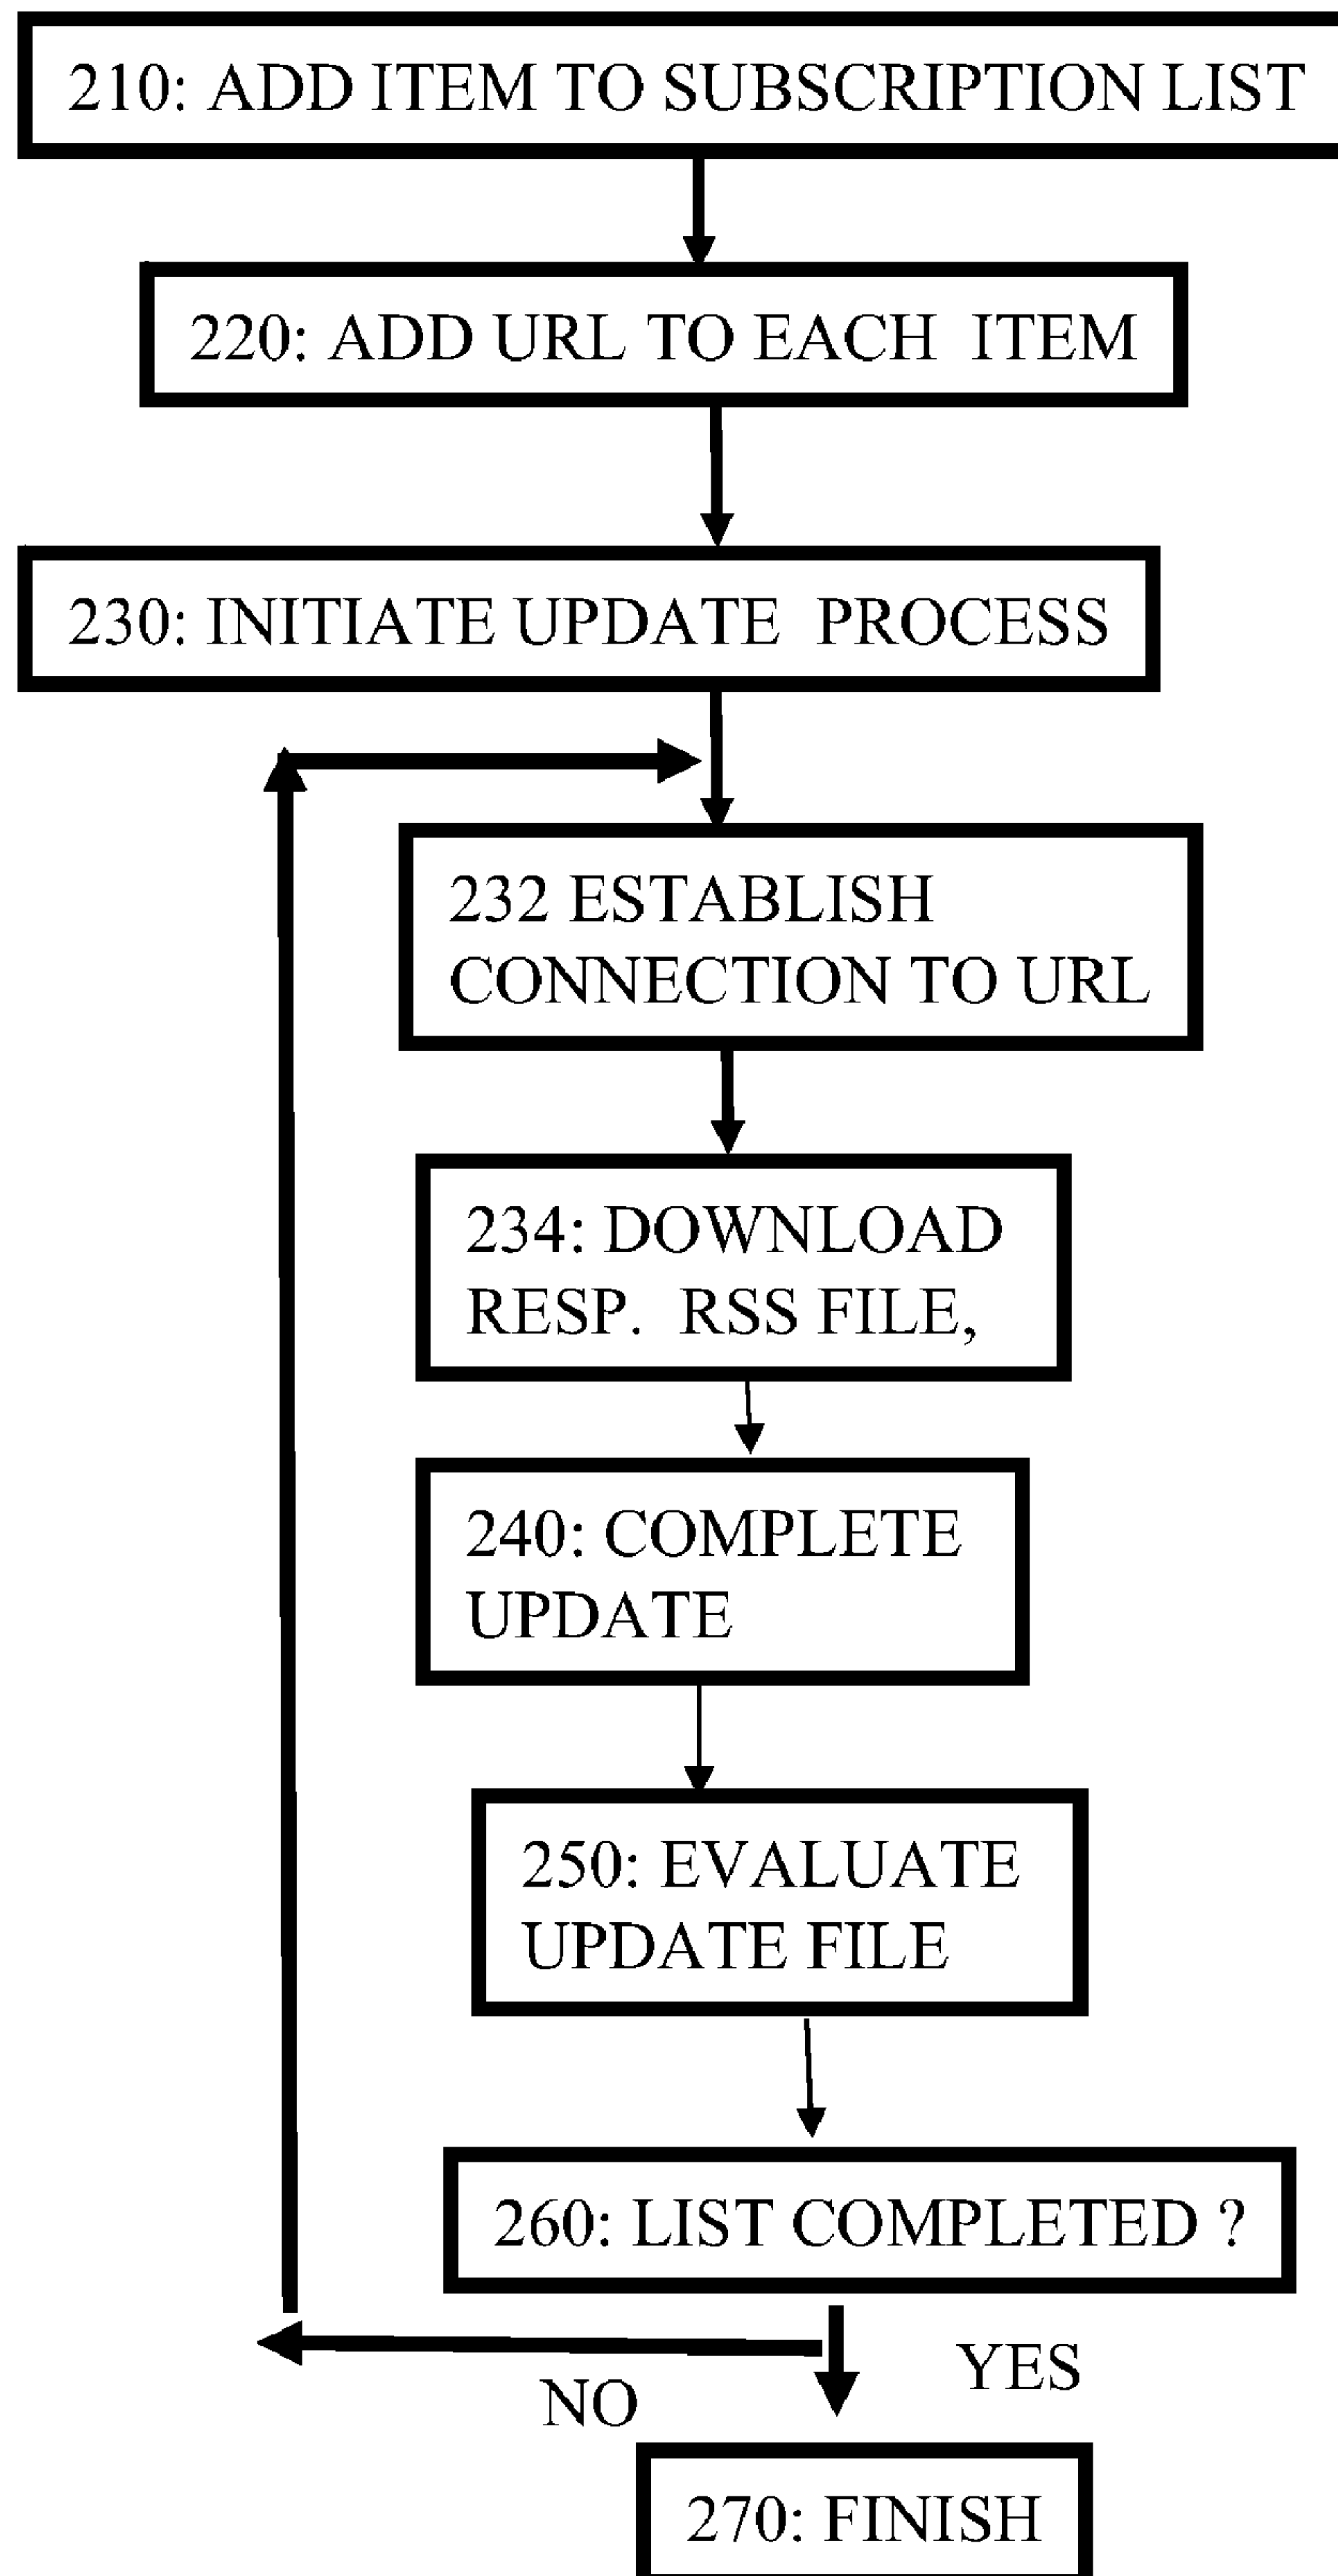 210: ADD ITEM TO SUBSCRIPTION LIST
220: ADD URL TO EACH ITEM
230: INITIATE UPDATE PROCESS
232 ESTABLISH
CONNECTION TO URL
234: DOWNLOAD
RESP. RSS FILE,
240: COMPLETE
UPDATE
250: EVALUATE
UPDATE FILE
260: LIST COMPLETED ?
YES
NO
270: FINISH